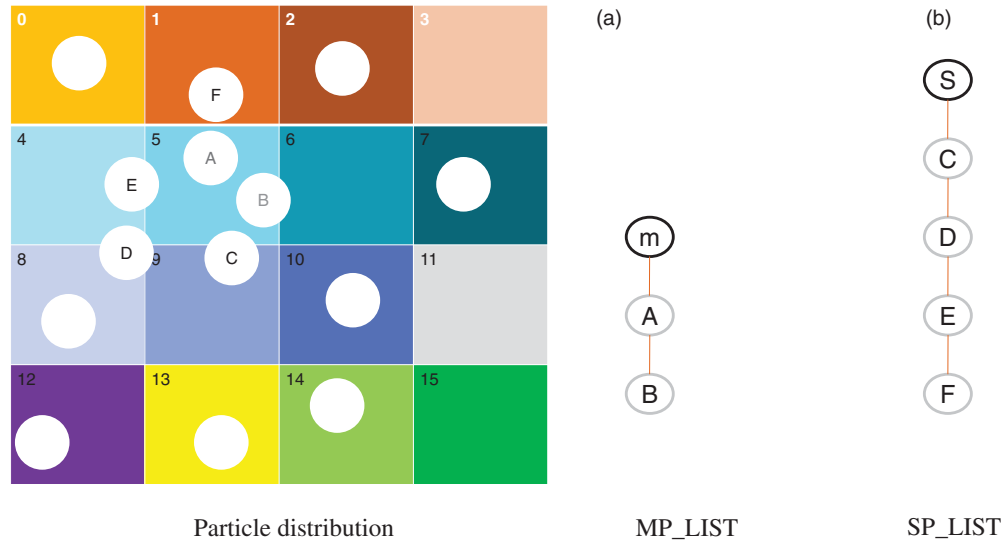 0 1 2 3
F
4 5 6 7
A
E
B
D
C
8 9 10 11
12 13 14 15
Particle distribution
(a)
m
A
B
MP_LIST
(b)
S
C
D
E
F
SP_LIST